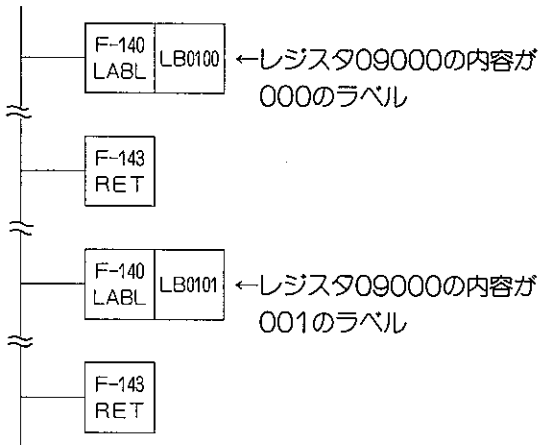 F-140 LB0100 ←レジスタ09000の内容が
LABL 000のラベル
F-143
RET
F-140 LB0101 ←レジスタ09000の内容が
LABL 001のラベル
F-143
RET